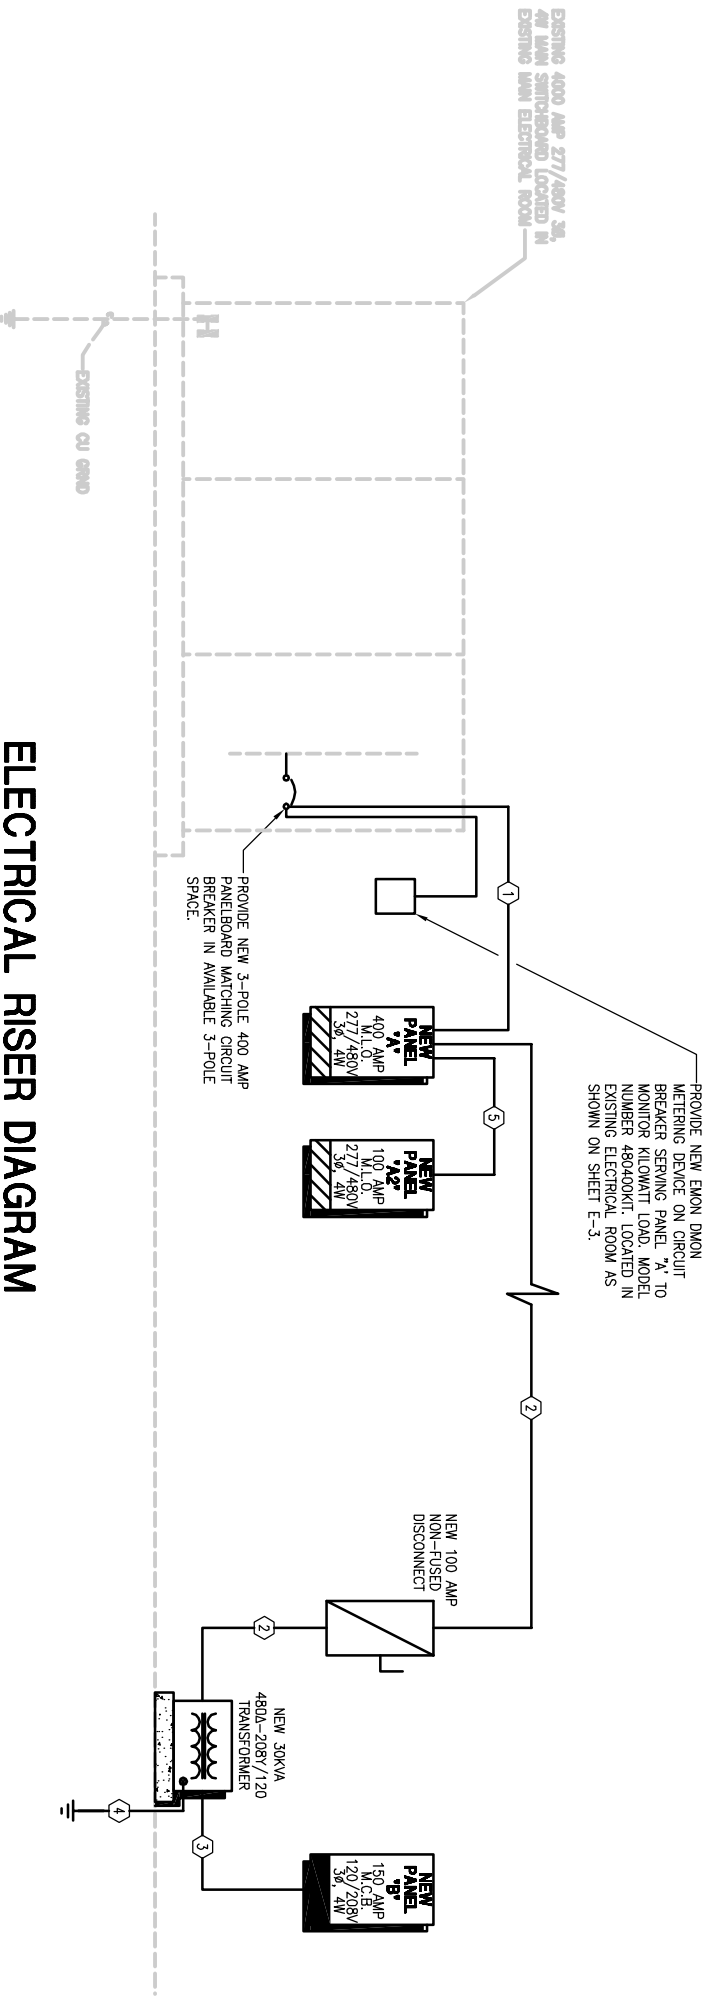 EXISTING 4000 AMP 277/480V 3Ø,
4W MAIN SWITCHBOARD LOCATED IN
EXISTING MAIN ELECTRICAL ROOM
EXISTING CU GRND
PROVIDE NEW 3-POLE 400 AMP
PANELBOARD MATCHING CIRCUIT
BREAKER IN AVAILABLE 3-POLE
SPACE.
PROVIDE NEW EMON DMON
METERING DEVICE ON CIRCUIT
BREAKER SERVING PANEL "A' TO
MONITOR KILOWATT LOAD. MODEL
NUMBER 480400KIT. LOCATED IN
EXISTING ELECTRICAL ROOM AS
SHOWN ON SHEET E-3.
1
NEW
PANEL
"A"
400 AMP
M.L.O.
277/480V
3Ø, 4W
5
NEW
PANEL
"A2"
100 AMP
M.L.O.
277/480V
3Ø, 4W
2
NEW 100 AMP
NON-FUSED
DISCONNECT
2
NEW 30KVA
480Δ-208Y/120
TRANSFORMER
4
3
NEW
PANEL
"B"
150 AMP
M.C.B.
120/208V
3Ø, 4W
ELECTRICAL RISER DIAGRAM